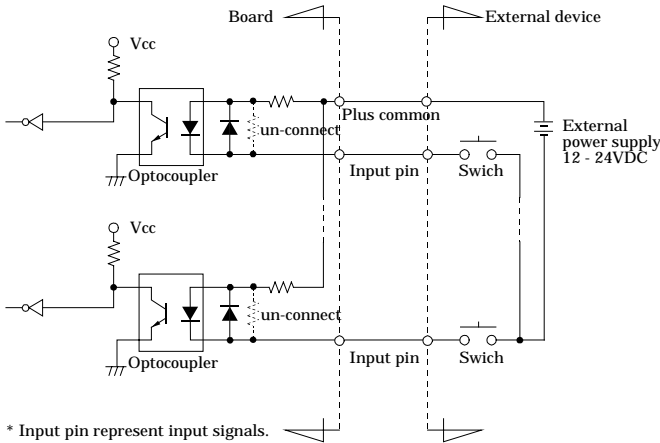 Board
External device
Vcc
Plus common
un-connect
External
power supply
12 - 24VDC
Optocoupler
Input pin
Swich
Vcc
un-connect
Optocoupler
Input pin
Swich
* Input pin represent input signals.